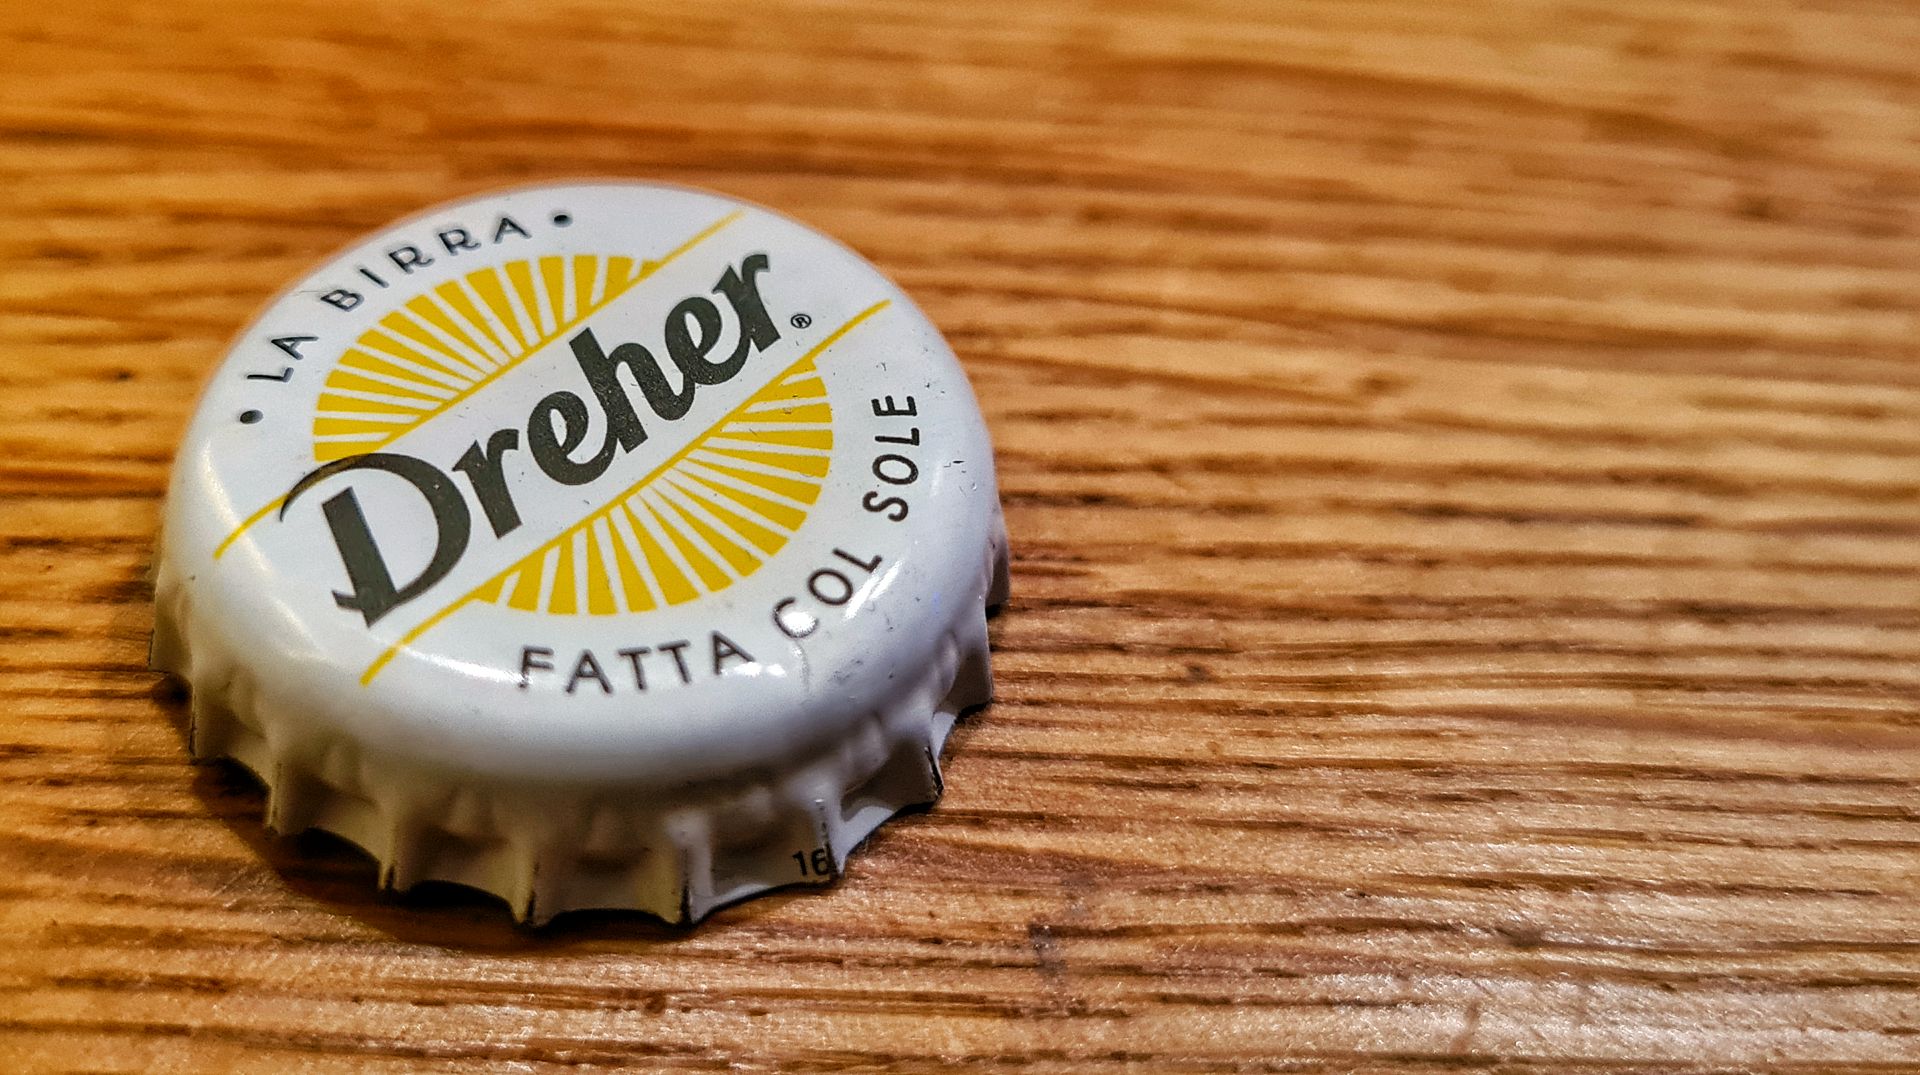 • LA BIRRA •
Dreher®
FATTA COL SOLE
16